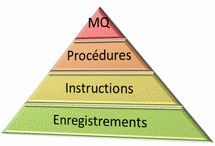 MQ
Procédures
Instructions
Enregistrements